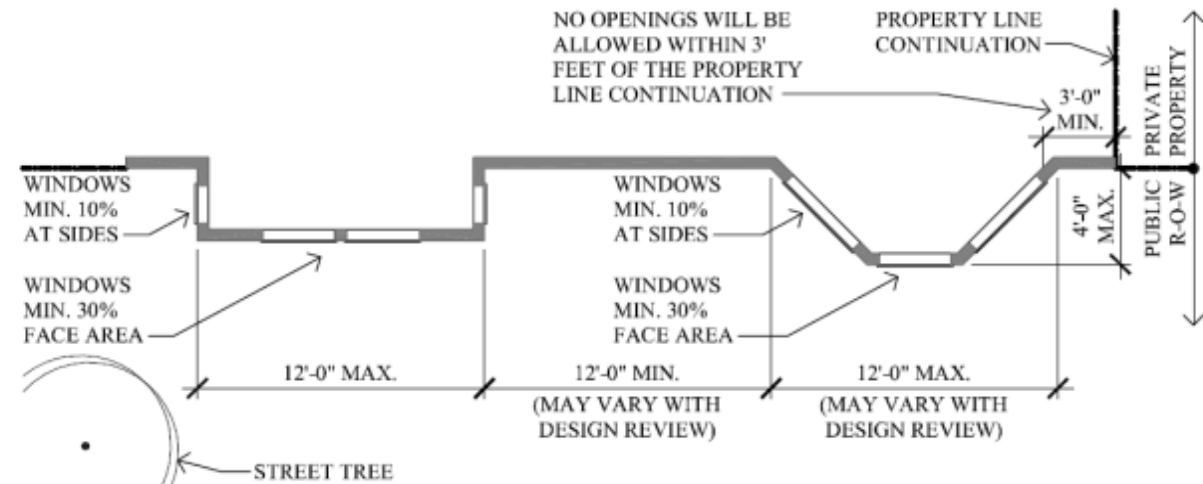 NO OPENINGS WILL BE
ALLOWED WITHIN 3'
FEET OF THE PROPERTY
LINE CONTINUATION
PROPERTY LINE
CONTINUATION
3'-0"
MIN.
PRIVATE
PROPERTY
WINDOWS
MIN. 10%
AT SIDES
WINDOWS
MIN. 10%
AT SIDES
4'-0"
MAX.
PUBLIC
R-O-W
WINDOWS
MIN. 30%
FACE AREA
WINDOWS
MIN. 30%
FACE AREA
12'-0" MAX.
12'-0" MIN.
(MAY VARY WITH
DESIGN REVIEW)
12'-0" MAX.
(MAY VARY WITH
DESIGN REVIEW)
STREET TREE